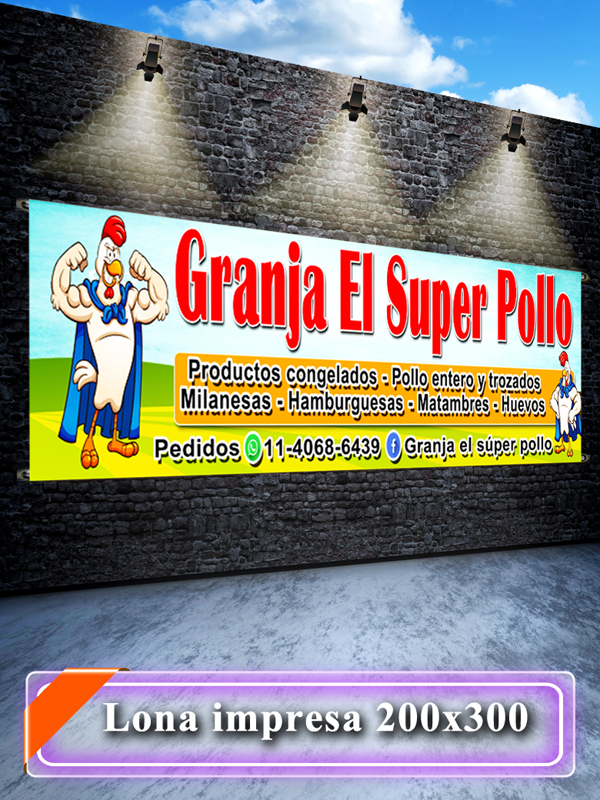 Granja El Super Pollo
Productos congelados - Pollo entero y trozados
Milanesas - Hamburguesas - Matambres - Huevos
Pedidos 11-4068-6439 Granja el súper pollo
Lona impresa 200x300